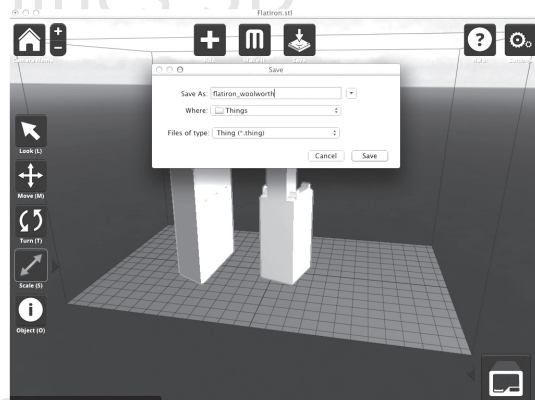 Flatiron.stl
+
−
M
?
Save
Save As: flatiron_woolworth
Where: Things
Files of type: Thing (*.thing)
Cancel Save
Look (L)
Move (M)
Turn (T)
Scale (S)
i
Object (O)